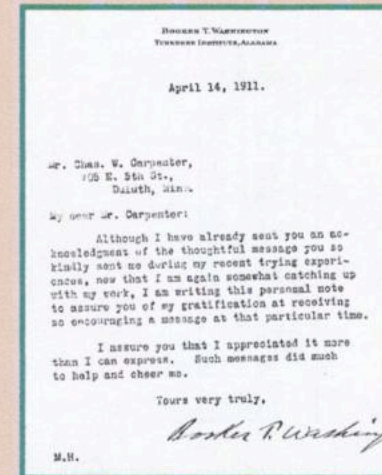 BOOKER T. WASHINGTON
TUSKEGEE INSTITUTE, ALABAMA
April 14, 1911.
Mr. Chas. W. Carpenter,
E. 5th St.,
Duluth, Minn.
My dear Mr. Carpenter:
Although I have already sent you an ac-
knowledgment of the thoughtful message you so
kindly sent me during my recent trying experi-
ences, now that I am again somewhat catching up
with my work, I am writing this personal note
to assure you of my gratification at receiving
so encouraging a message at that particular time.
I assure you that I appreciated it more
than I can express. Such messages did much
to help and cheer me.
Yours very truly,
Booker T. Washing
M.H.